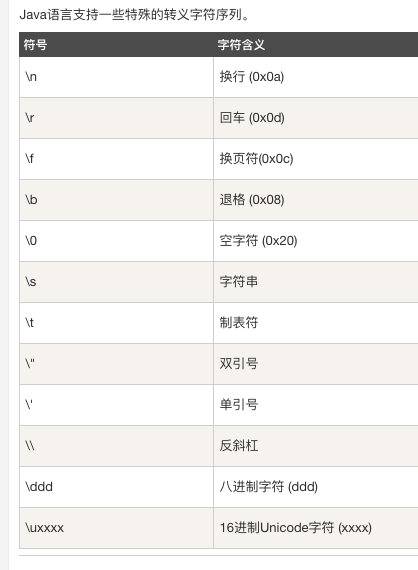 Java语言支持一些特殊的转义字符序列。
符号 字符含义
\n 换行 (0x0a)
\r 回车 (0x0d)
\f 换页符(0x0c)
\b 退格 (0x08)
\0 空字符 (0x20)
\s 字符串
\t 制表符
\" 双引号
\' 单引号
\\ 反斜杠
\ddd 八进制字符 (ddd)
\uxxxx 16进制Unicode字符 (xxxx)